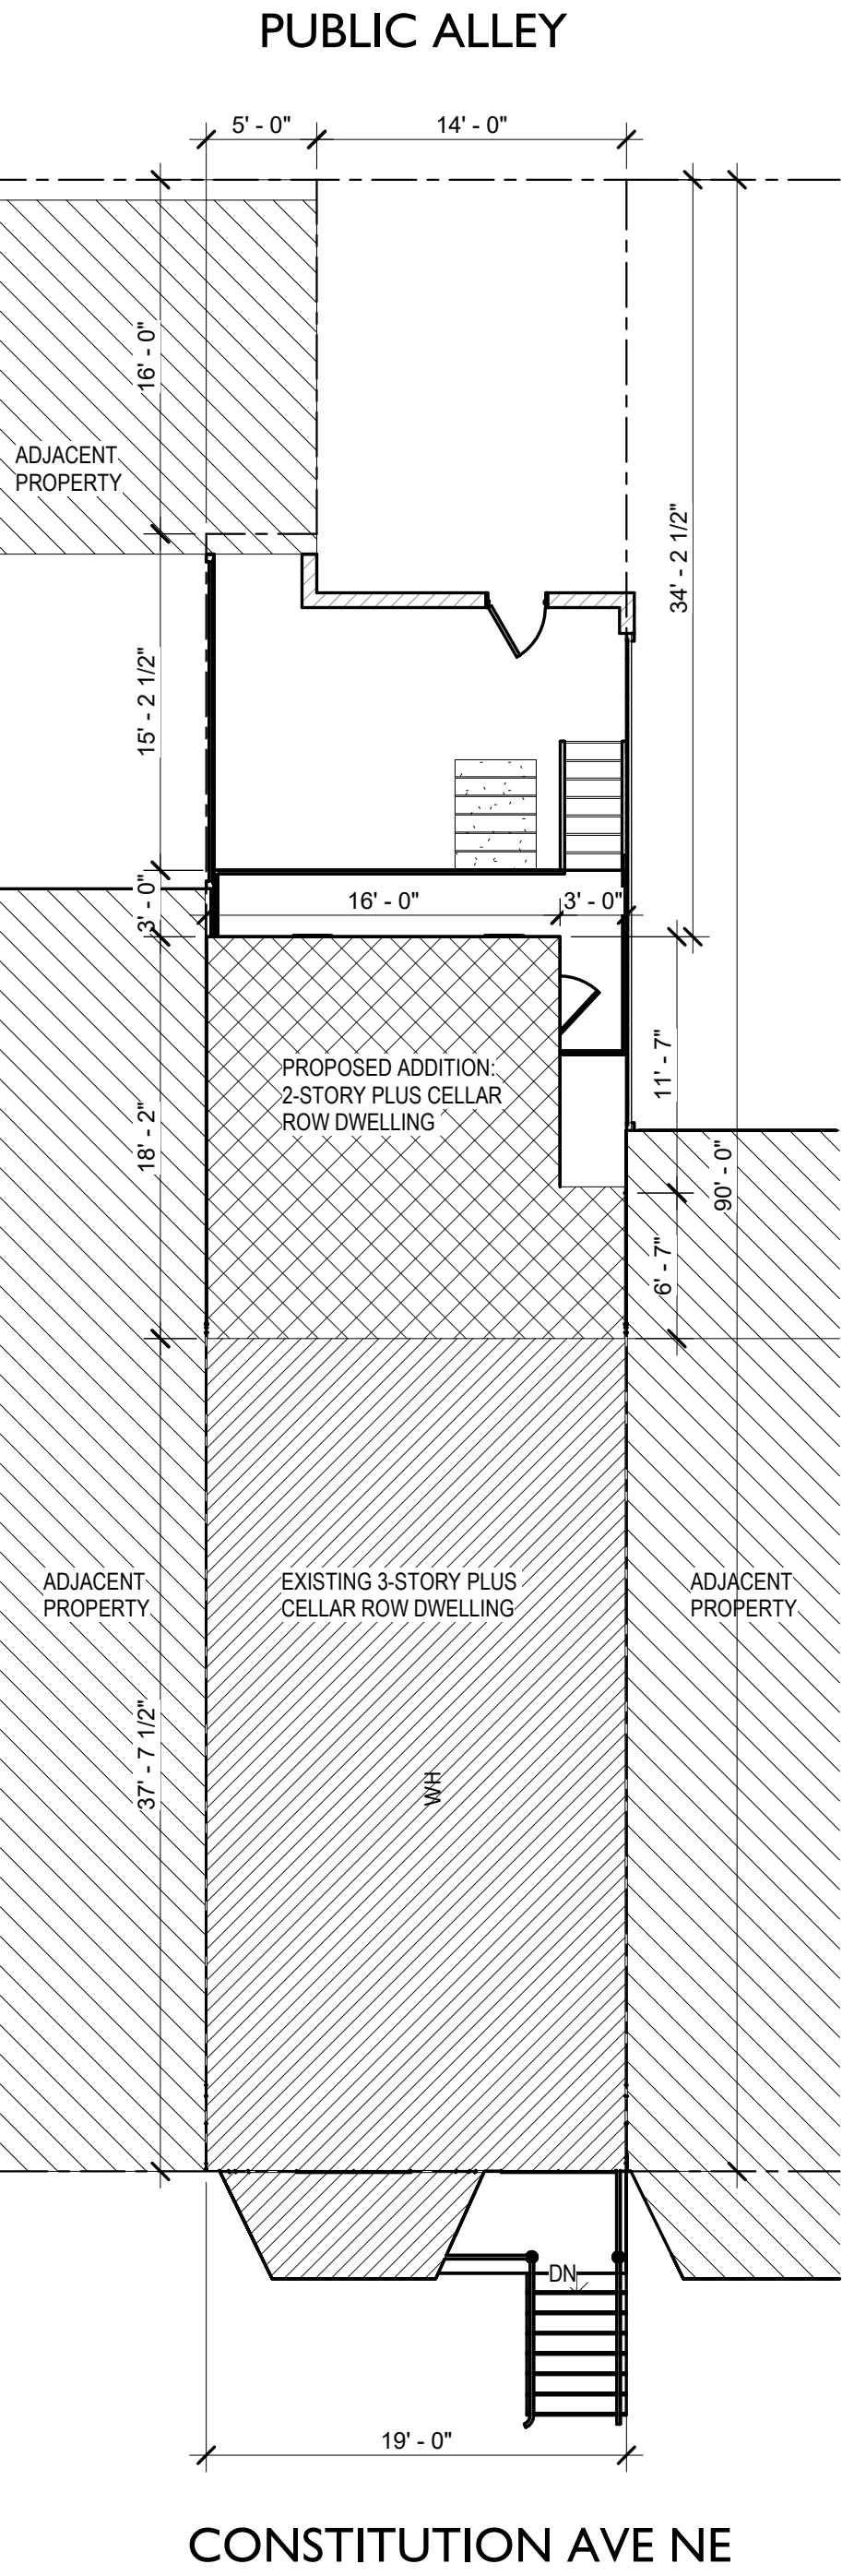 PUBLIC ALLEY
5' - 0"
14' - 0"
16' - 0"
ADJACENT
PROPERTY
34' - 2 1/2"
15' - 2 1/2"
3' - 0"
16' - 0"
3' - 0"
11' - 7"
PROPOSED ADDITION:
2-STORY PLUS CELLAR
ROW DWELLING
18' - 2"
90' - 0"
6' - 7"
ADJACENT
PROPERTY
EXISTING 3-STORY PLUS
CELLAR ROW DWELLING
ADJACENT
PROPERTY
37' - 7 1/2"
WH
DN
19' - 0"
CONSTITUTION AVE NE